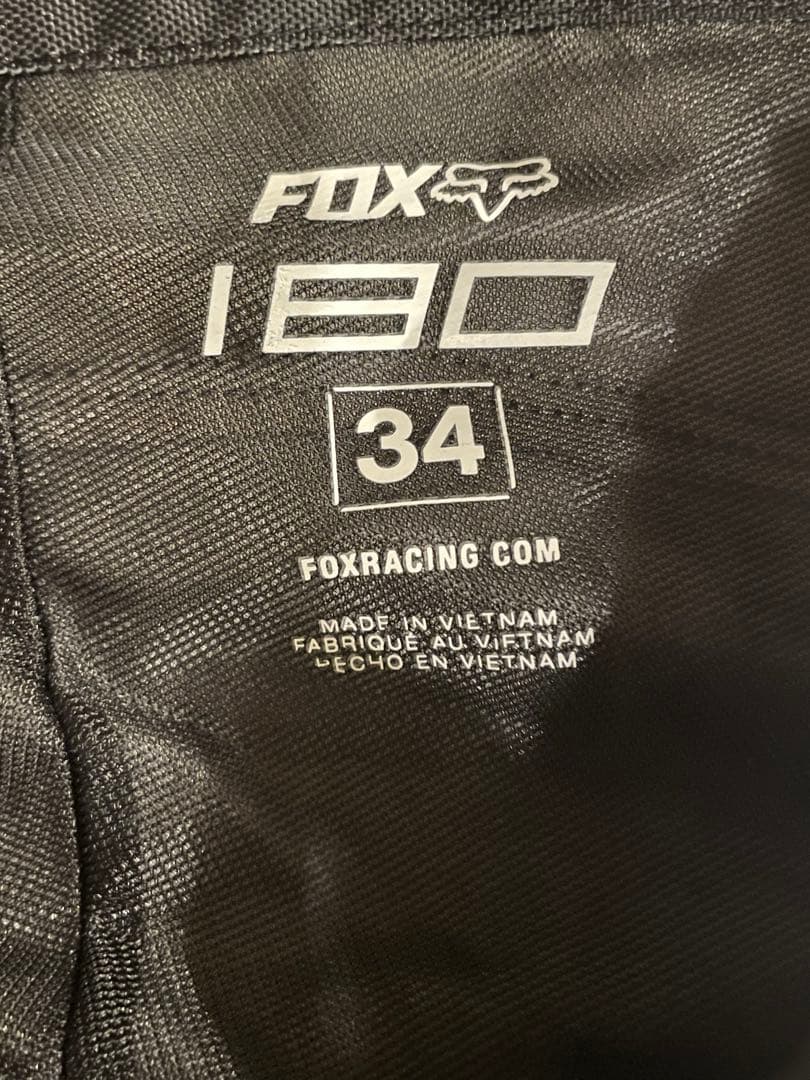 FOX
180
34
FOXRACING COM
MADE IN VIETNAM
FABRIQUÉ AU VIETNAM
HECHO EN VIETNAM